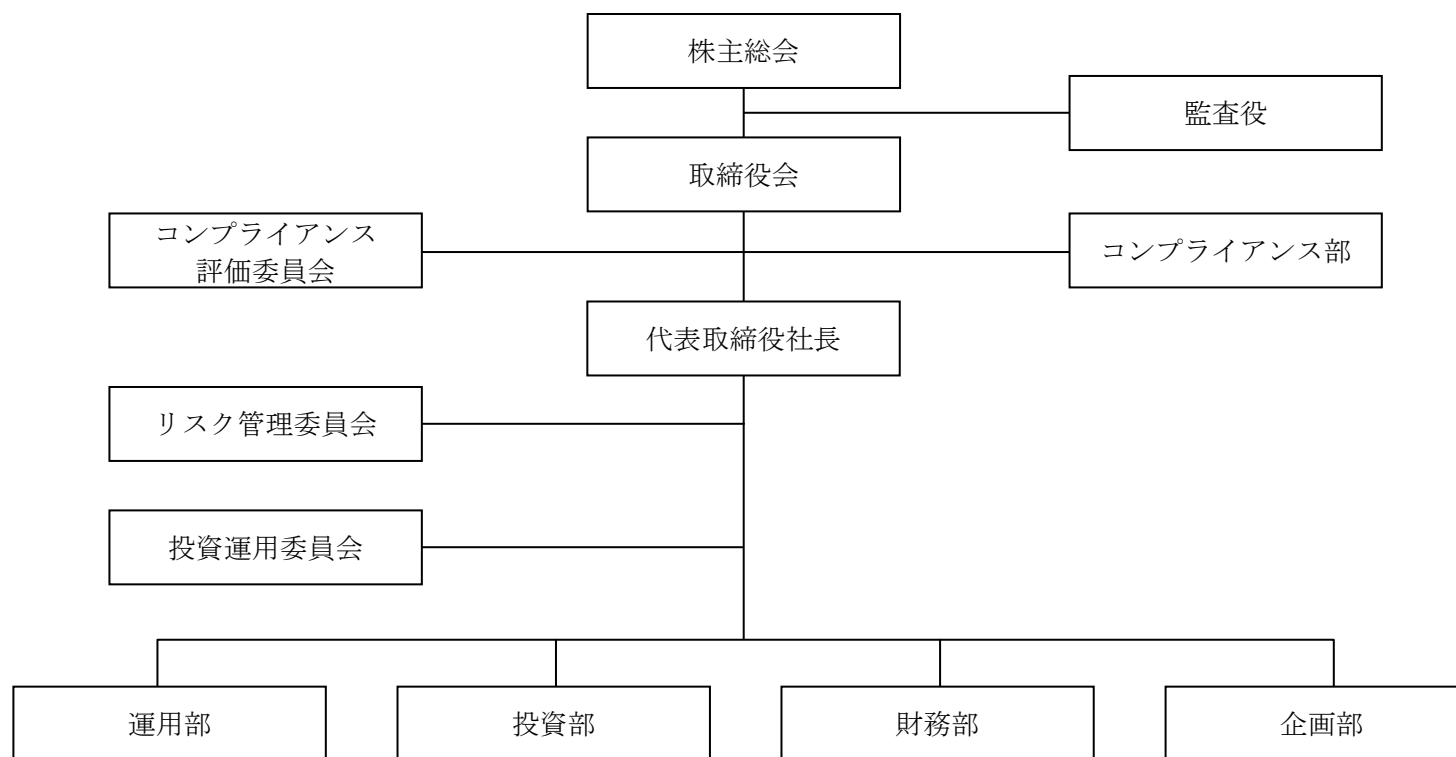 株主総会
監査役
取締役会
コンプライアンス
評価委員会
コンプライアンス部
代表取締役社長
リスク管理委員会
投資運用委員会
運用部
投資部
財務部
企画部